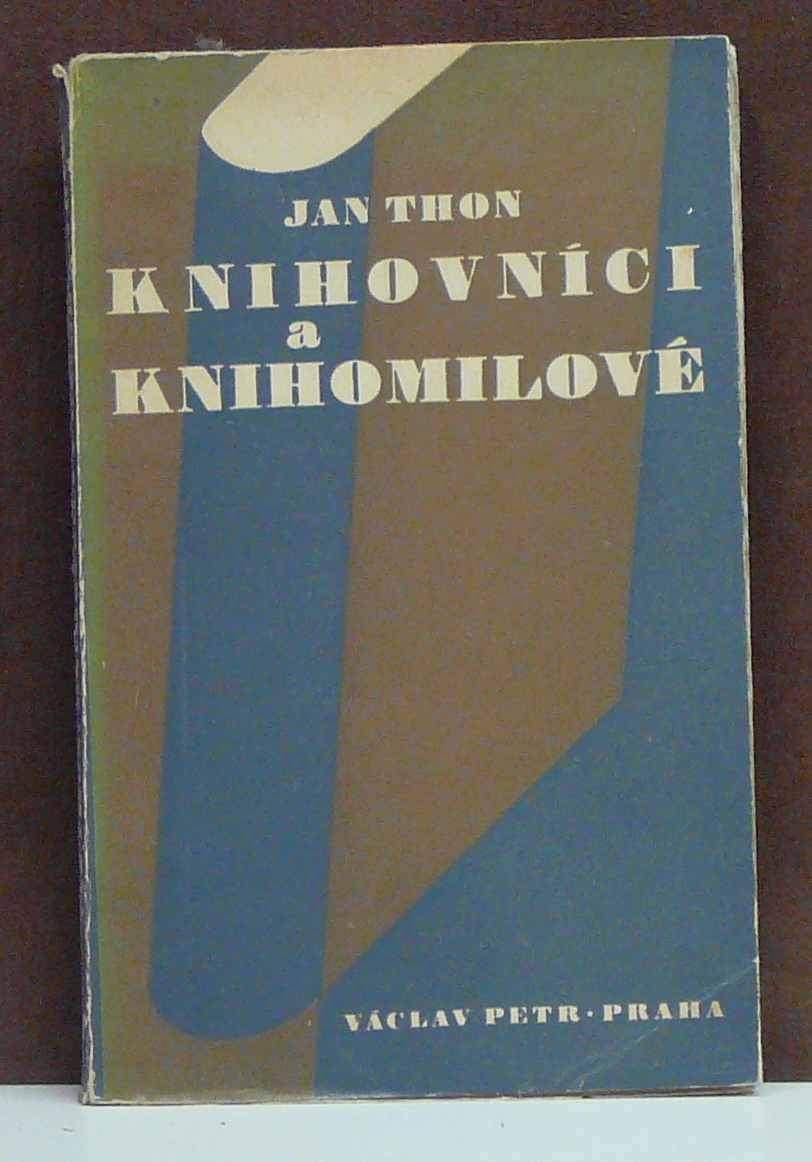 JAN THON
KNIHOVNÍCI
a
KNIHOMILOVÉ
VÁCLAV PETR · PRAHA